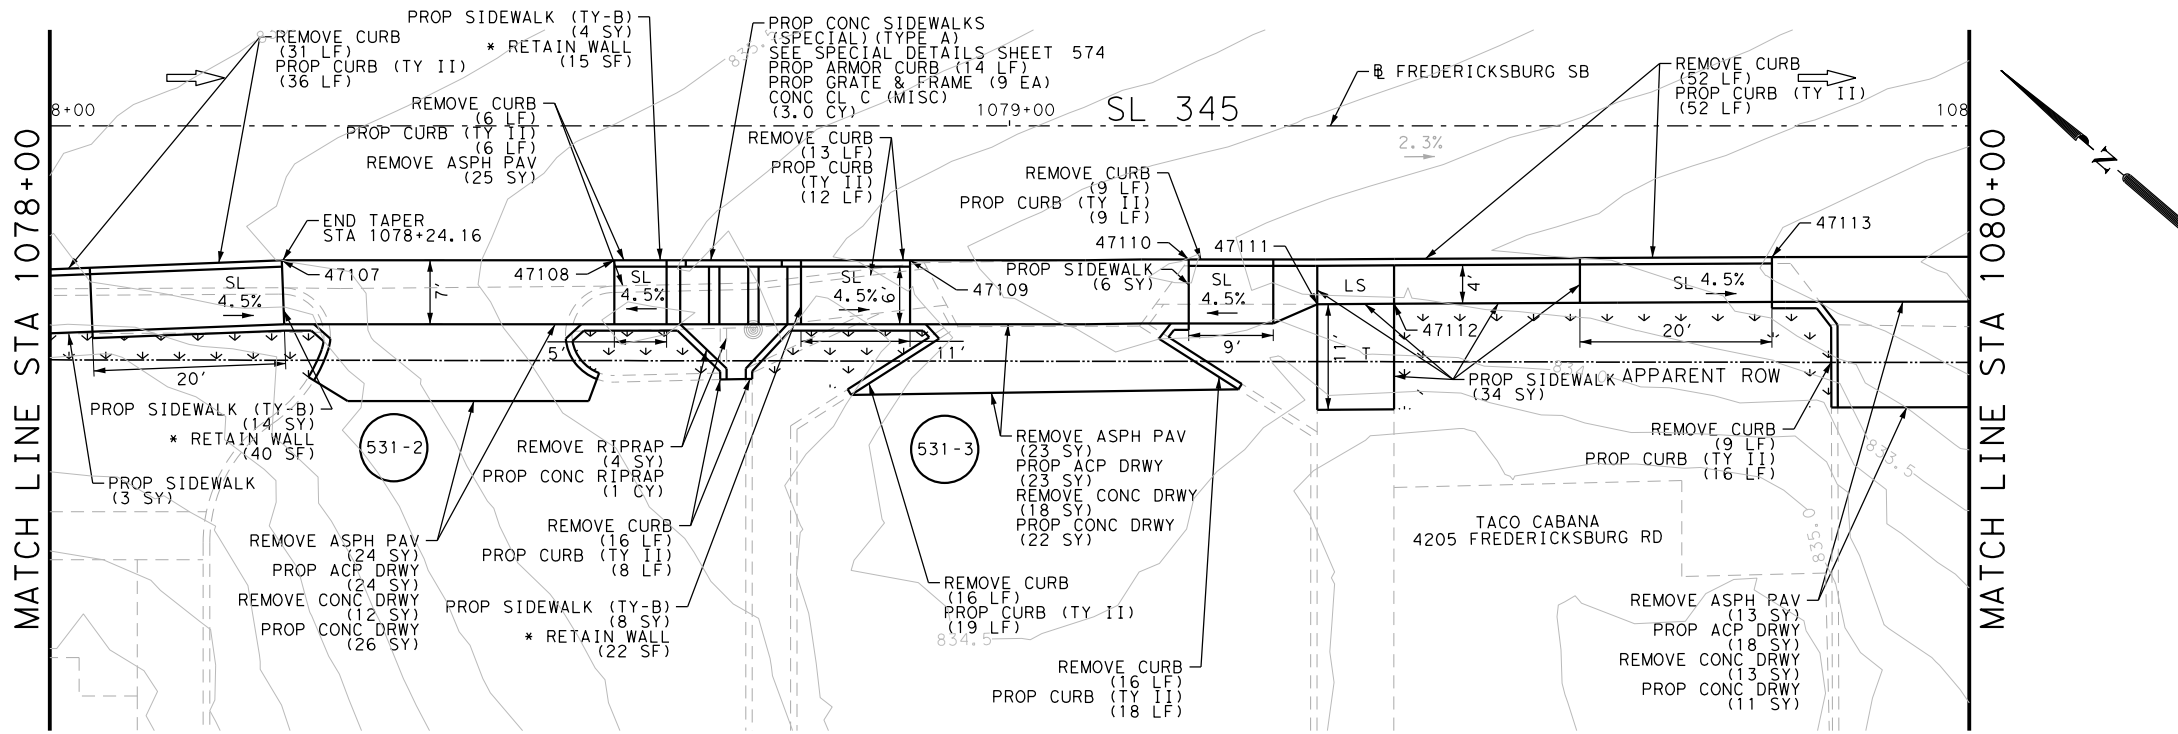 MATCH LINE STA 1078+00
8+00
REMOVE CURB
(31 LF)
PROP CURB (TY II)
(36 LF)
PROP SIDEWALK (TY-B)
(4 SY)
* RETAIN WALL
(15 SF)
REMOVE CURB
(6 LF)
PROP CURB (TY II)
(6 LF)
REMOVE ASPH PAV
(25 SY)
835.5
PROP CONC SIDEWALKS
(SPECIAL)(TYPE A)
SEE SPECIAL DETAILS SHEET 574
PROP ARMOR CURB (14 LF)
PROP GRATE & FRAME (9 EA)
CONC CL C (MISC)
(3.0 CY)
1079+00
SL 345
REMOVE CURB
(13 LF)
PROP CURB
(TY II)
(12 LF)
℄ FREDERICKSBURG SB
2.3%
REMOVE CURB
(52 LF)
PROP CURB (TY II)
(52 LF)
108
MATCH LINE STA 1080+00
N
REMOVE CURB
(9 LF)
PROP CURB (TY II)
(9 LF)
END TAPER
STA 1078+24.16
47107
47108
47109
47110
47111
47112
47113
PROP SIDEWALK
(6 SY)
SL
4.5%
7'
SL
4.5%
SL
4.5%
6'
SL
4.5%
LS
4'
SL 4.5%
20'
5'
11'
9'
11'
T
20'
PROP SIDEWALK
(34 SY)
834.0
APPARENT ROW
PROP SIDEWALK (TY-B)
(14 SY)
* RETAIN WALL
(40 SF)
PROP SIDEWALK
(3 SY)
531-2
REMOVE RIPRAP
(4 SY)
PROP CONC RIPRAP
(1 CY)
531-3
REMOVE ASPH PAV
(23 SY)
PROP ACP DRWY
(23 SY)
REMOVE CONC DRWY
(18 SY)
PROP CONC DRWY
(22 SY)
REMOVE CURB
(9 LF)
PROP CURB (TY II)
(16 LF)
833.5
TACO CABANA
4205 FREDERICKSBURG RD
835.0
REMOVE ASPH PAV
(24 SY)
PROP ACP DRWY
(24 SY)
REMOVE CONC DRWY
(12 SY)
PROP CONC DRWY
(26 SY)
REMOVE CURB
(16 LF)
PROP CURB (TY II)
(8 LF)
PROP SIDEWALK (TY-B)
(8 SY)
* RETAIN WALL
(22 SF)
REMOVE CURB
(16 LF)
PROP CURB (TY II)
(19 LF)
834.5
REMOVE CURB
(16 LF)
PROP CURB (TY II)
(18 LF)
REMOVE ASPH PAV
(13 SY)
PROP ACP DRWY
(18 SY)
REMOVE CONC DRWY
(13 SY)
PROP CONC DRWY
(11 SY)